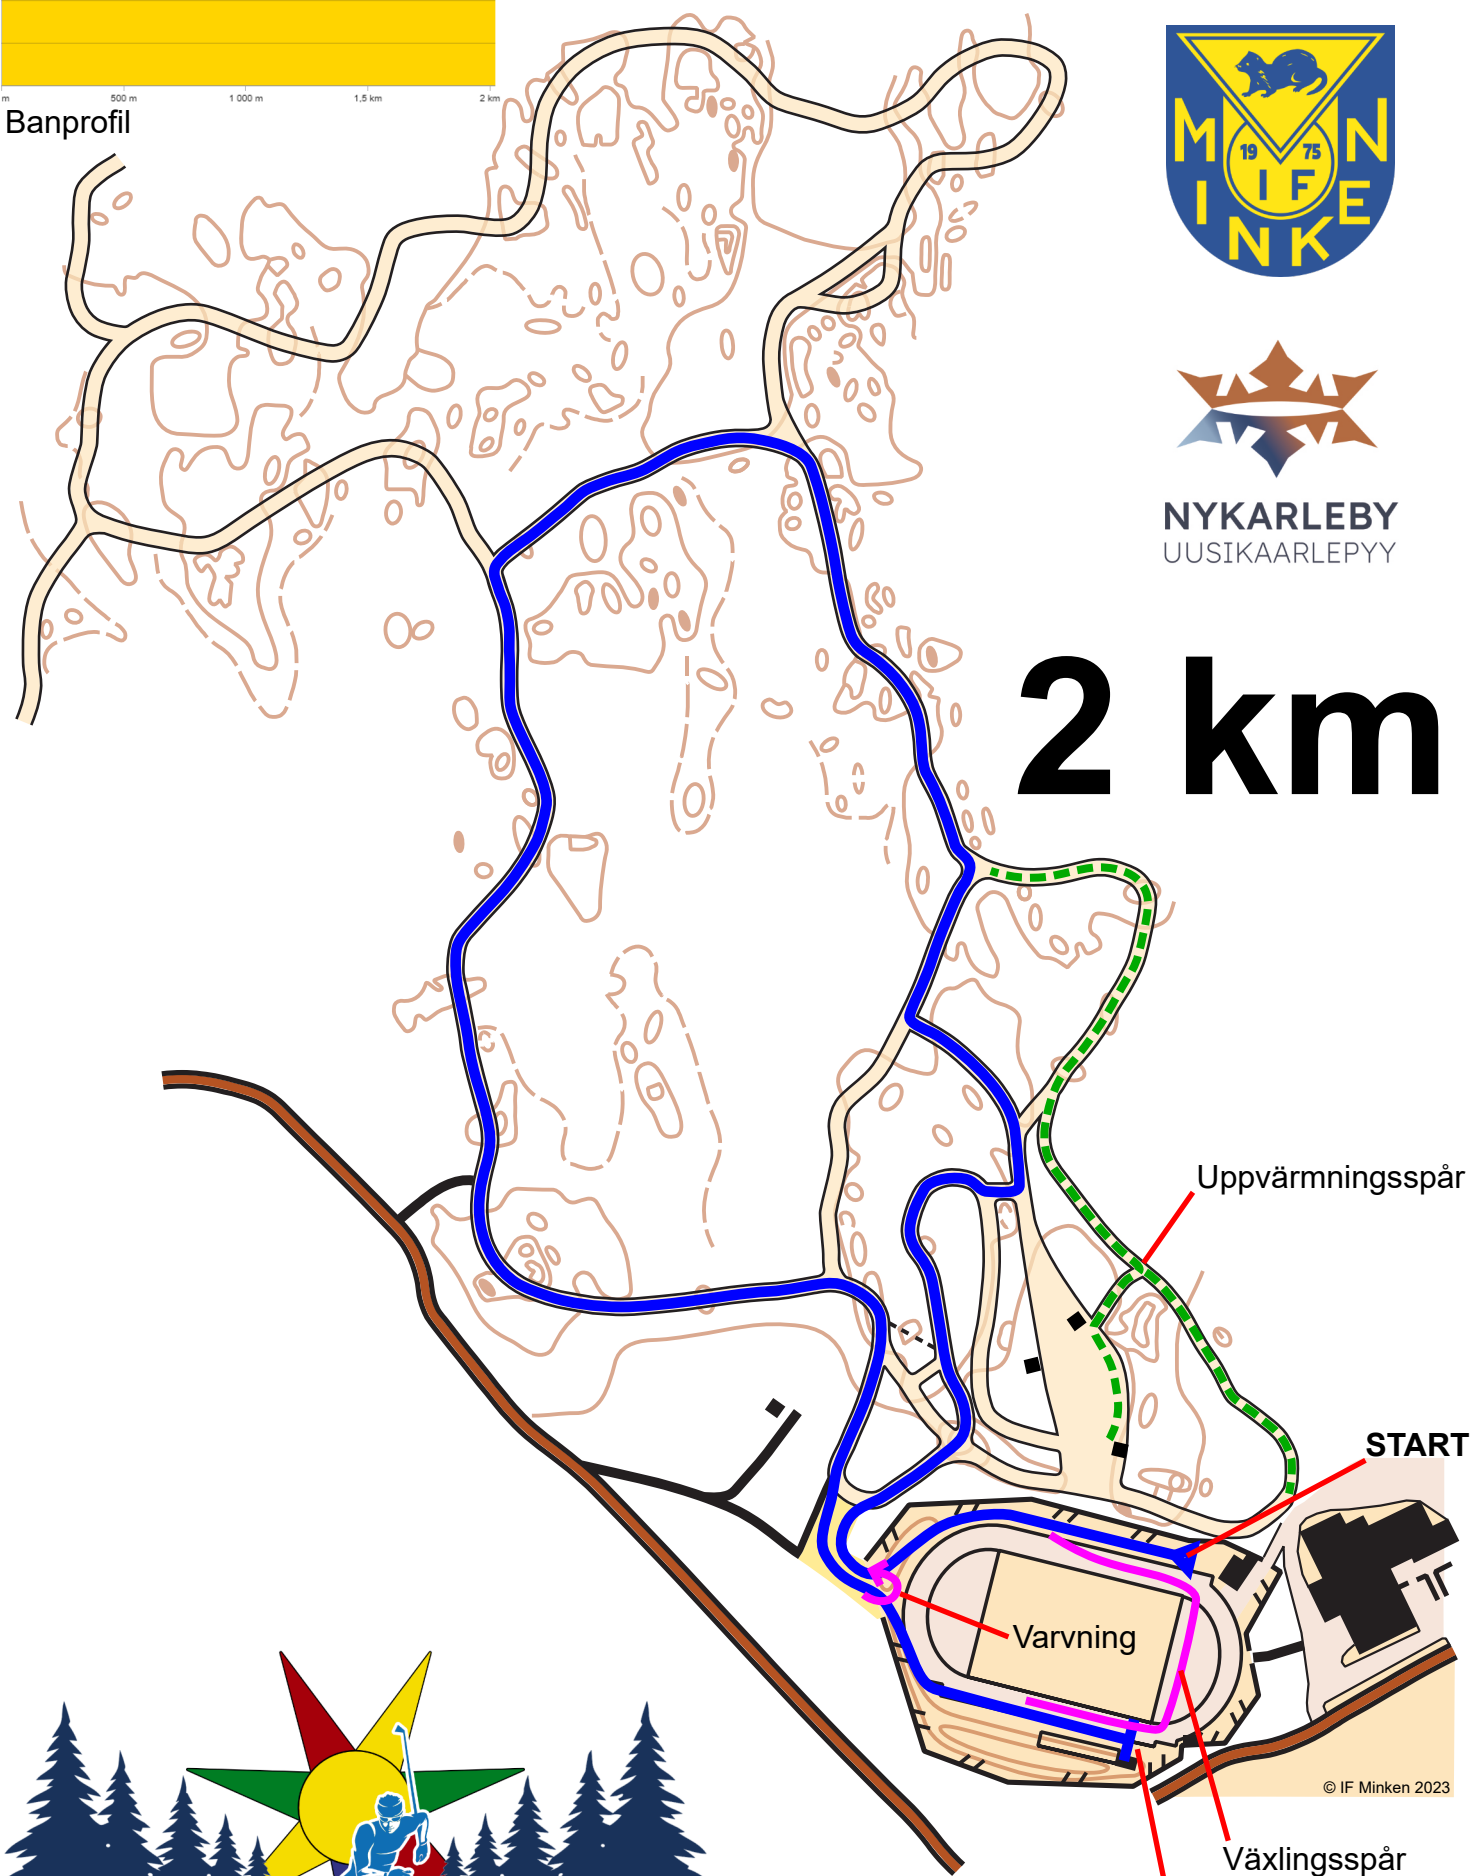 m
500 m
1 000 m
1,5 km
2 km
Banprofil
M
I
N
K
E
N
19 75
I F
NYKARLEBY
UUSIKAARLEPYY
2 km
Uppvärmningsspår
START
Varvning
© IF Minken 2023
Växlingsspår